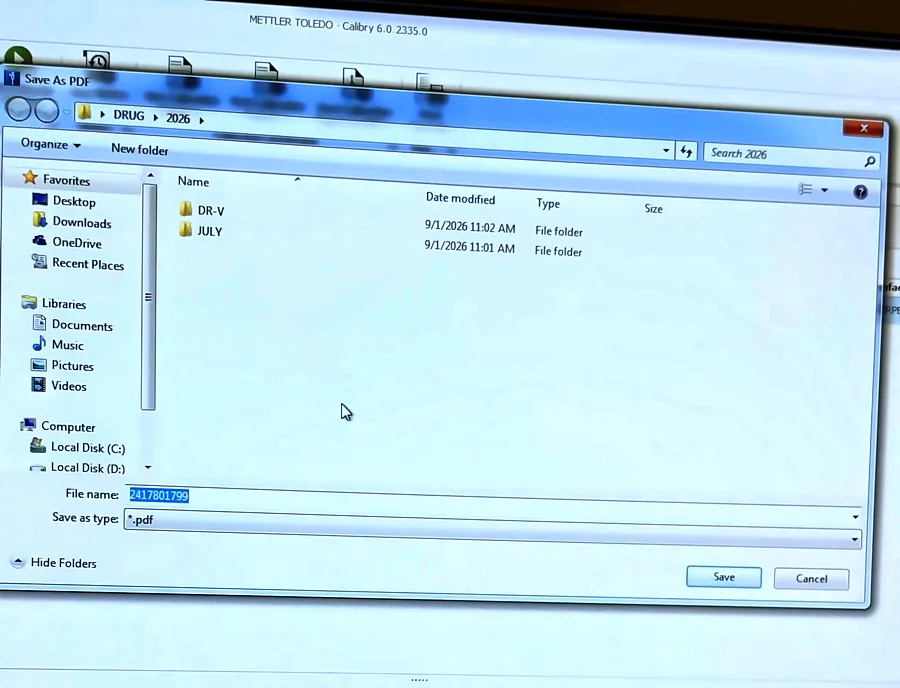 METTLER TOLEDO - Calibry 6.0.2335.0
Save As PDF
DRUG 2026
Search 2026
Organize New folder
Name Date modified Type Size
Favorites
Desktop
Downloads
OneDrive
Recent Places
Libraries
Documents
Music
Pictures
Videos
Computer
Local Disk (C:)
Local Disk (D:)
DR-V 9/1/2026 11:02 AM File folder
JULY 9/1/2026 11:01 AM File folder
File name: 2417801799
Save as type: *.pdf
Hide Folders
Save Cancel